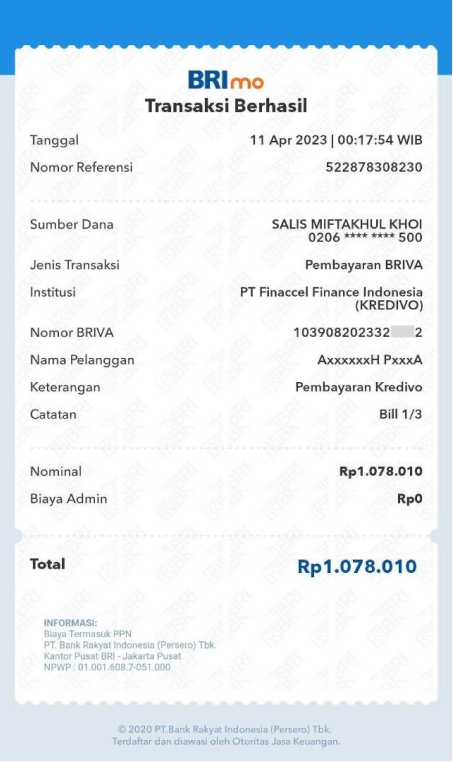 BRImo
Transaksi Berhasil
Tanggal 11 Apr 2023 | 00:17:54 WIB
Nomor Referensi 522878308230
Sumber Dana SALIS MIFTAKHUL KHOI
0206 **** **** 500
Jenis Transaksi Pembayaran BRIVA
Institusi PT Finaccel Finance Indonesia
(KREDIVO)
Nomor BRIVA 103908202332 2
Nama Pelanggan AxxxxxxH PxxxA
Keterangan Pembayaran Kredivo
Catatan Bill 1/3
Nominal Rp1.078.010
Biaya Admin Rp0
Total Rp1.078.010
INFORMASI:
Biaya Termasuk PPN
PT. Bank Rakyat Indonesia (Persero) Tbk.
Kantor Pusat BRI - Jakarta Pusat
NPWP : 01.001.608.7-051.000
© 2020 PT.Bank Rakyat Indonesia (Persero) Tbk.
Terdaftar dan diawasi oleh Otoritas Jasa Keuangan.